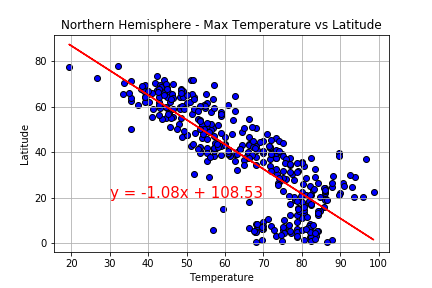 Northern Hemisphere - Max Temperature vs Latitude
80
60
40
20
0
Latitude
y = -1.08x + 108.53
20 30 40 50 60 70 80 90 100
Temperature